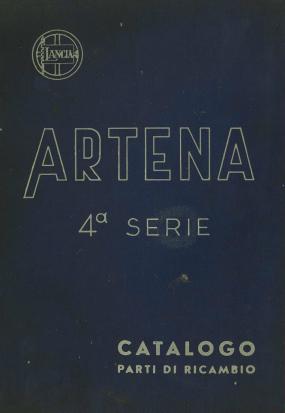 LANCIA
ARTENA
4ª SERIE
CATALOGO
PARTI DI RICAMBIO